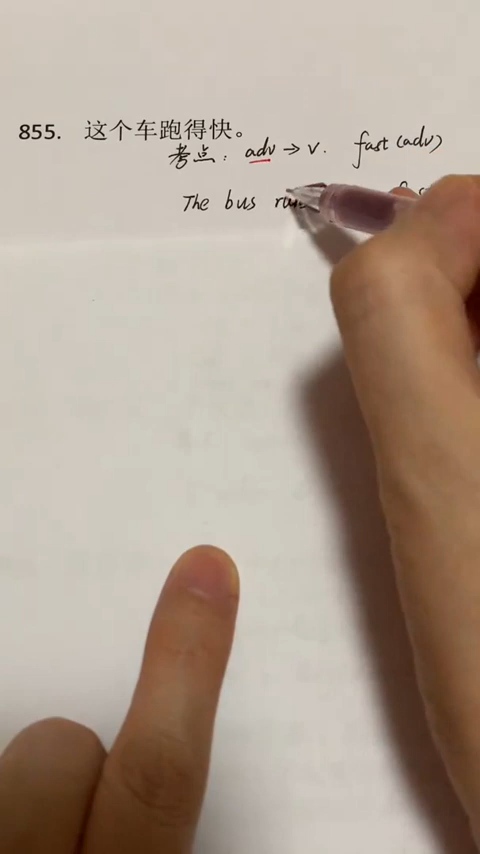 855. 这个车跑得快。
考点：adv → v. fast (adv)
The bus